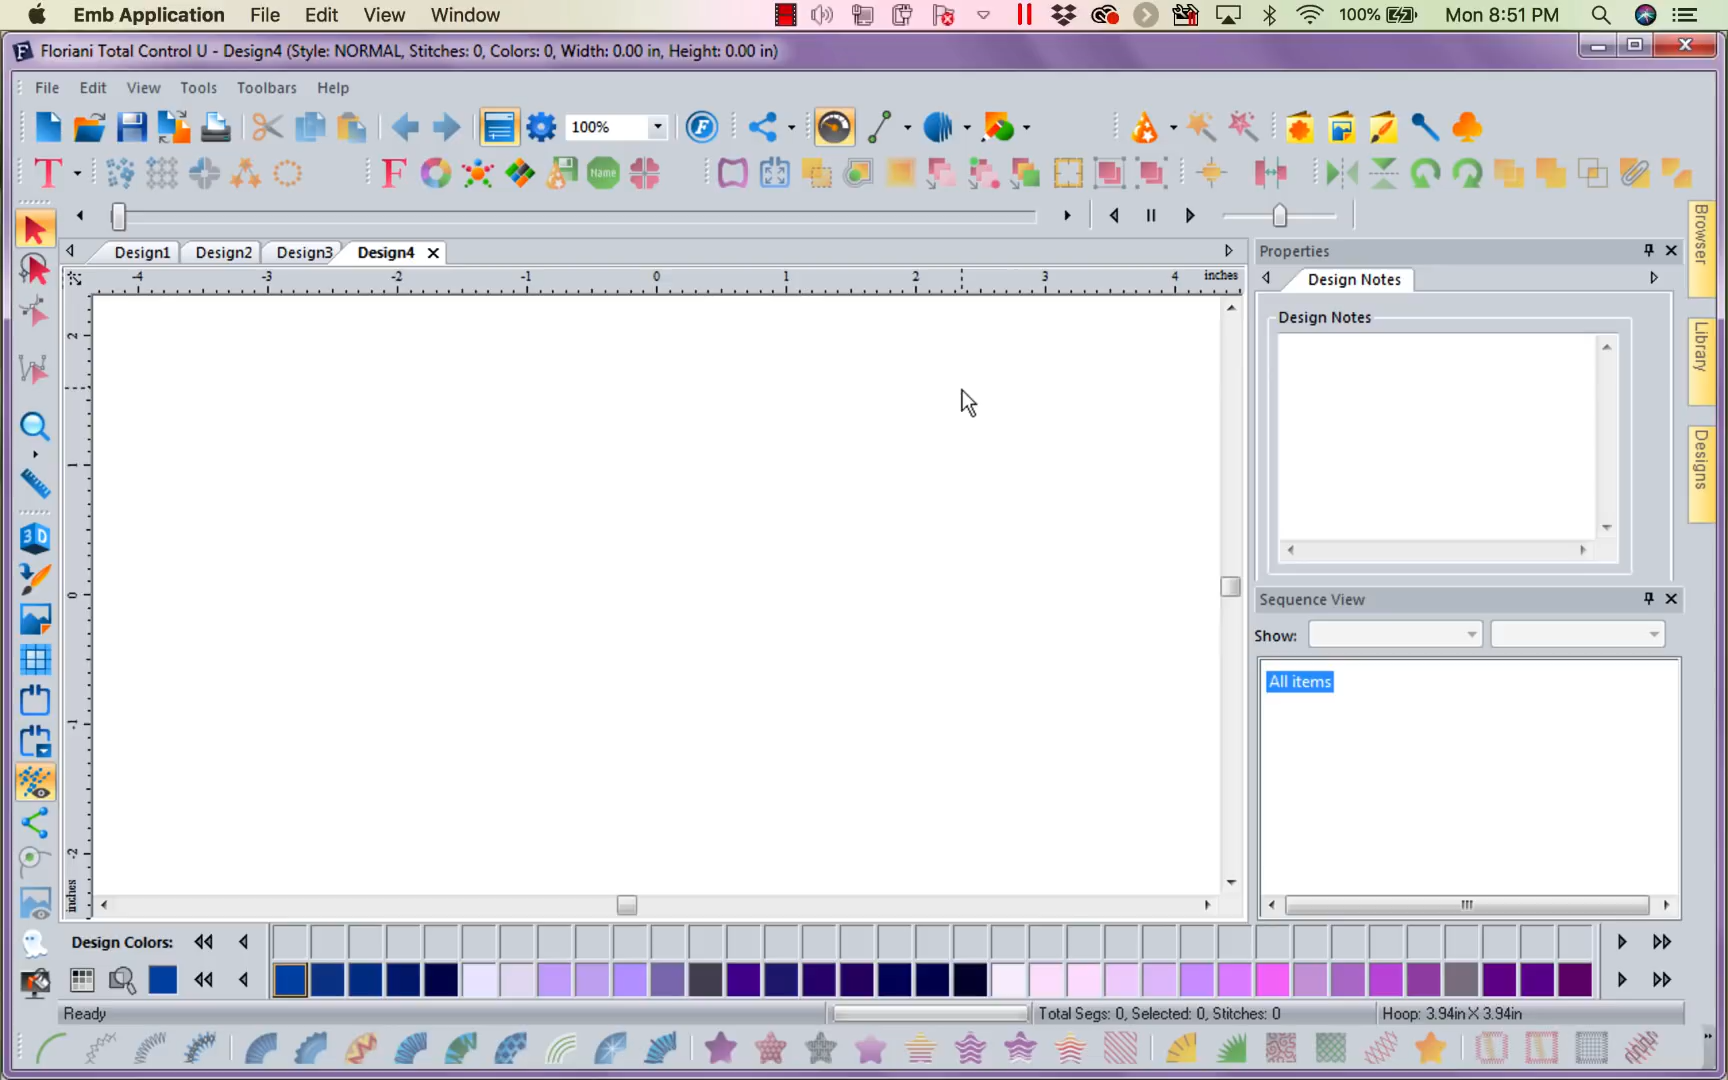 Emb Application File Edit View Window 100% Mon 8:51 PM
Floriani Total Control U - Design4 (Style: NORMAL, Stitches: 0, Colors: 0, Width: 0.00 in, Height: 0.00 in)
File Edit View Tools Toolbars Help
100% F
T F Name
Design1 Design2 Design3 Design4
-4 -3 -2 -1 0 1 2 3 4 inches
2
1
0
-1
-2
inches
3D
Properties
Design Notes
Design Notes
Browser
Library
Designs
Sequence View
Show:
All items
Design Colors:
Ready Total Segs: 0, Selected: 0, Stitches: 0 Hoop: 3.94in X 3.94in